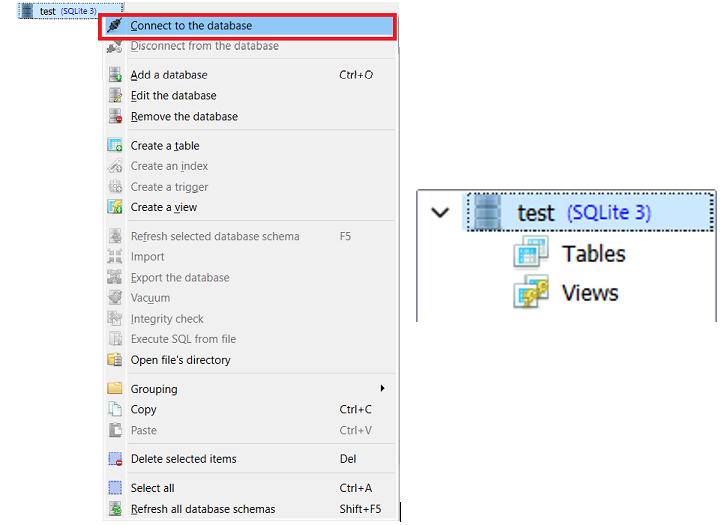 test (SQLite 3)
Connect to the database
Disconnect from the database
Add a database Ctrl+O
Edit the database
Remove the database
Create a table
Create an index
Create a trigger
Create a view
Refresh selected database schema F5
Import
Export the database
Vacuum
Integrity check
Execute SQL from file
Open file's directory
Grouping
Copy Ctrl+C
Paste Ctrl+V
Delete selected items Del
Select all Ctrl+A
Refresh all database schemas Shift+F5
test (SQLite 3)
Tables
Views